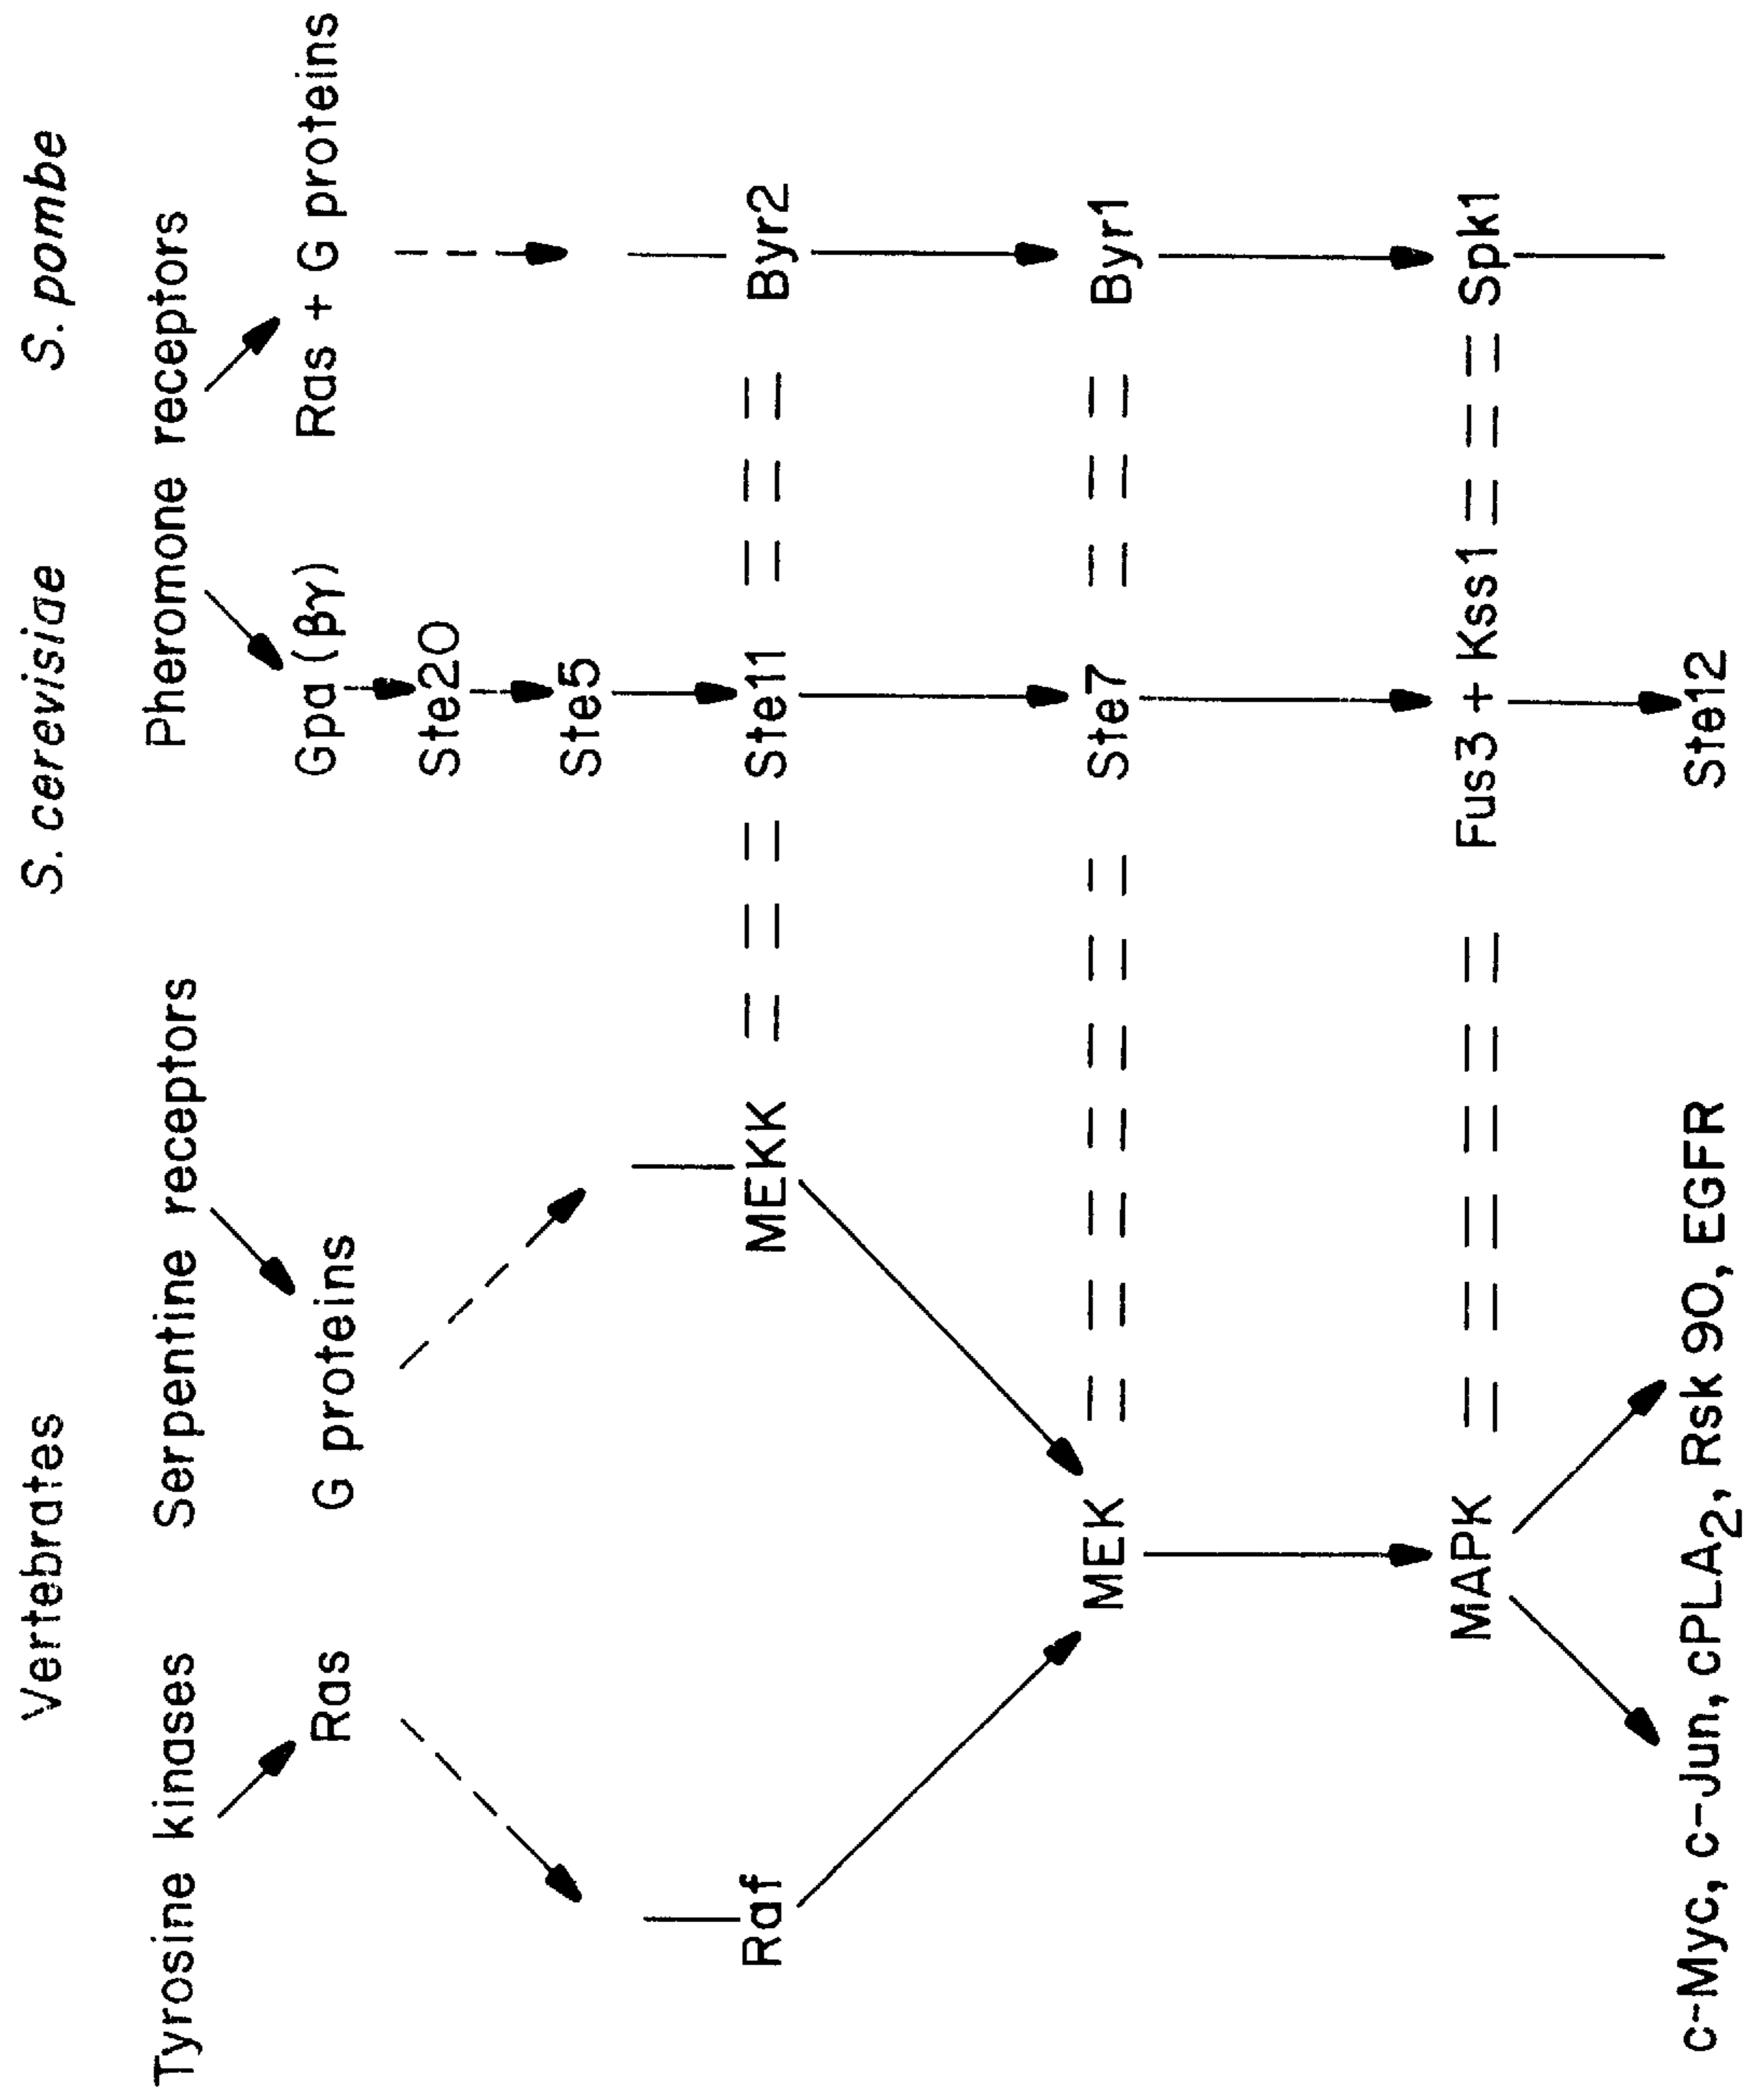 Vertebrates
S. cerevisiae
S. pombe
Tyrosine kinases
Serpentine receptors
Pheromone receptors
Ras
G proteins
Gpa (βγ)
Ras + G proteins
Ste20
Ste5
Raf
MEKK
Ste11
Byr2
MEK
Ste7
Byr1
MAPK
Fus3 + Kss1
Spk1
c-Myc, c-Jun, cPLA2, Rsk 90, EGFR
Ste12